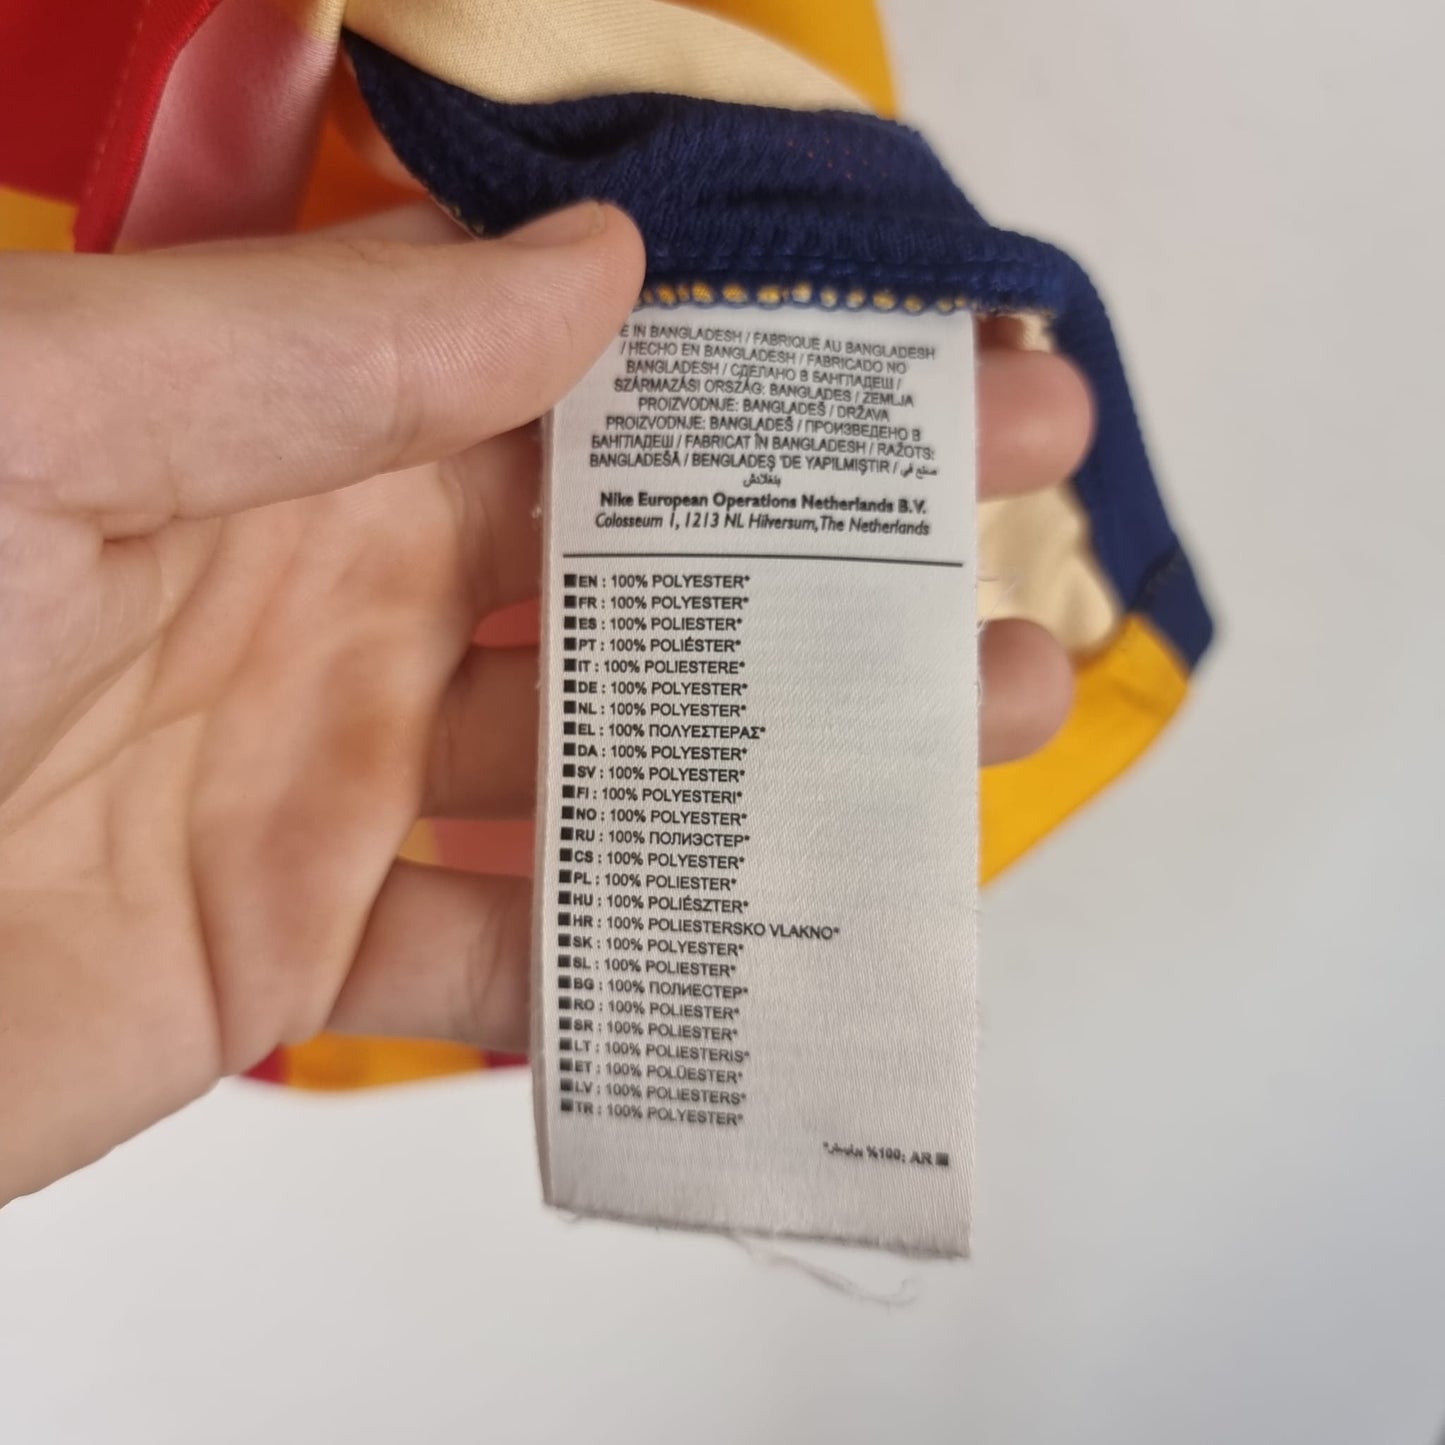 E IN BANGLADESH / FABRIQUE AU BANGLADESH
/ HECHO EN BANGLADESH / FABRICADO NO
BANGLADESH / СДЕЛАНО В БАНГЛАДЕШ /
SZÁRMAZÁSI ORSZÁG: BANGLADES / ZEMLJA
PROIZVODNJE: BANGLADEŠ / DRŽAVA
PROIZVODNJE: BANGLADEŠ / ПРОИЗВЕДЕНО В
БАНГЛАДЕШ / FABRICAT ÎN BANGLADESH / RAŽOTS:
BANGLADEŠĀ / BENGLADEŞ 'DE YAPILMIŞTIR / صنع في
بنغلادش
Nike European Operations Netherlands B.V.
Colosseum 1, 1213 NL Hilversum, The Netherlands
■EN : 100% POLYESTER*
■FR : 100% POLYESTER*
■ES : 100% POLIESTER*
■PT : 100% POLIÉSTER*
■IT : 100% POLIESTERE*
■DE : 100% POLYESTER*
■NL : 100% POLYESTER*
■EL : 100% ΠΟΛΥΕΣΤΕΡΑΣ*
■DA : 100% POLYESTER*
■SV : 100% POLYESTER*
■FI : 100% POLYESTERI*
■NO : 100% POLYESTER*
■RU : 100% ПОЛИЭСТЕР*
■CS : 100% POLYESTER*
■PL : 100% POLIESTER*
■HU : 100% POLIÉSZTER*
■HR : 100% POLIESTERSKO VLAKNO*
■SK : 100% POLYESTER*
■SL : 100% POLIESTER*
■BG : 100% ПОЛИЕСТЕР*
■RO : 100% POLIESTER*
■SR : 100% POLIESTER*
■LT : 100% POLIESTERIS*
■ET : 100% POLÜESTER*
■LV : 100% POLIESTERS*
■TR : 100% POLYESTER*
%100: AR ■